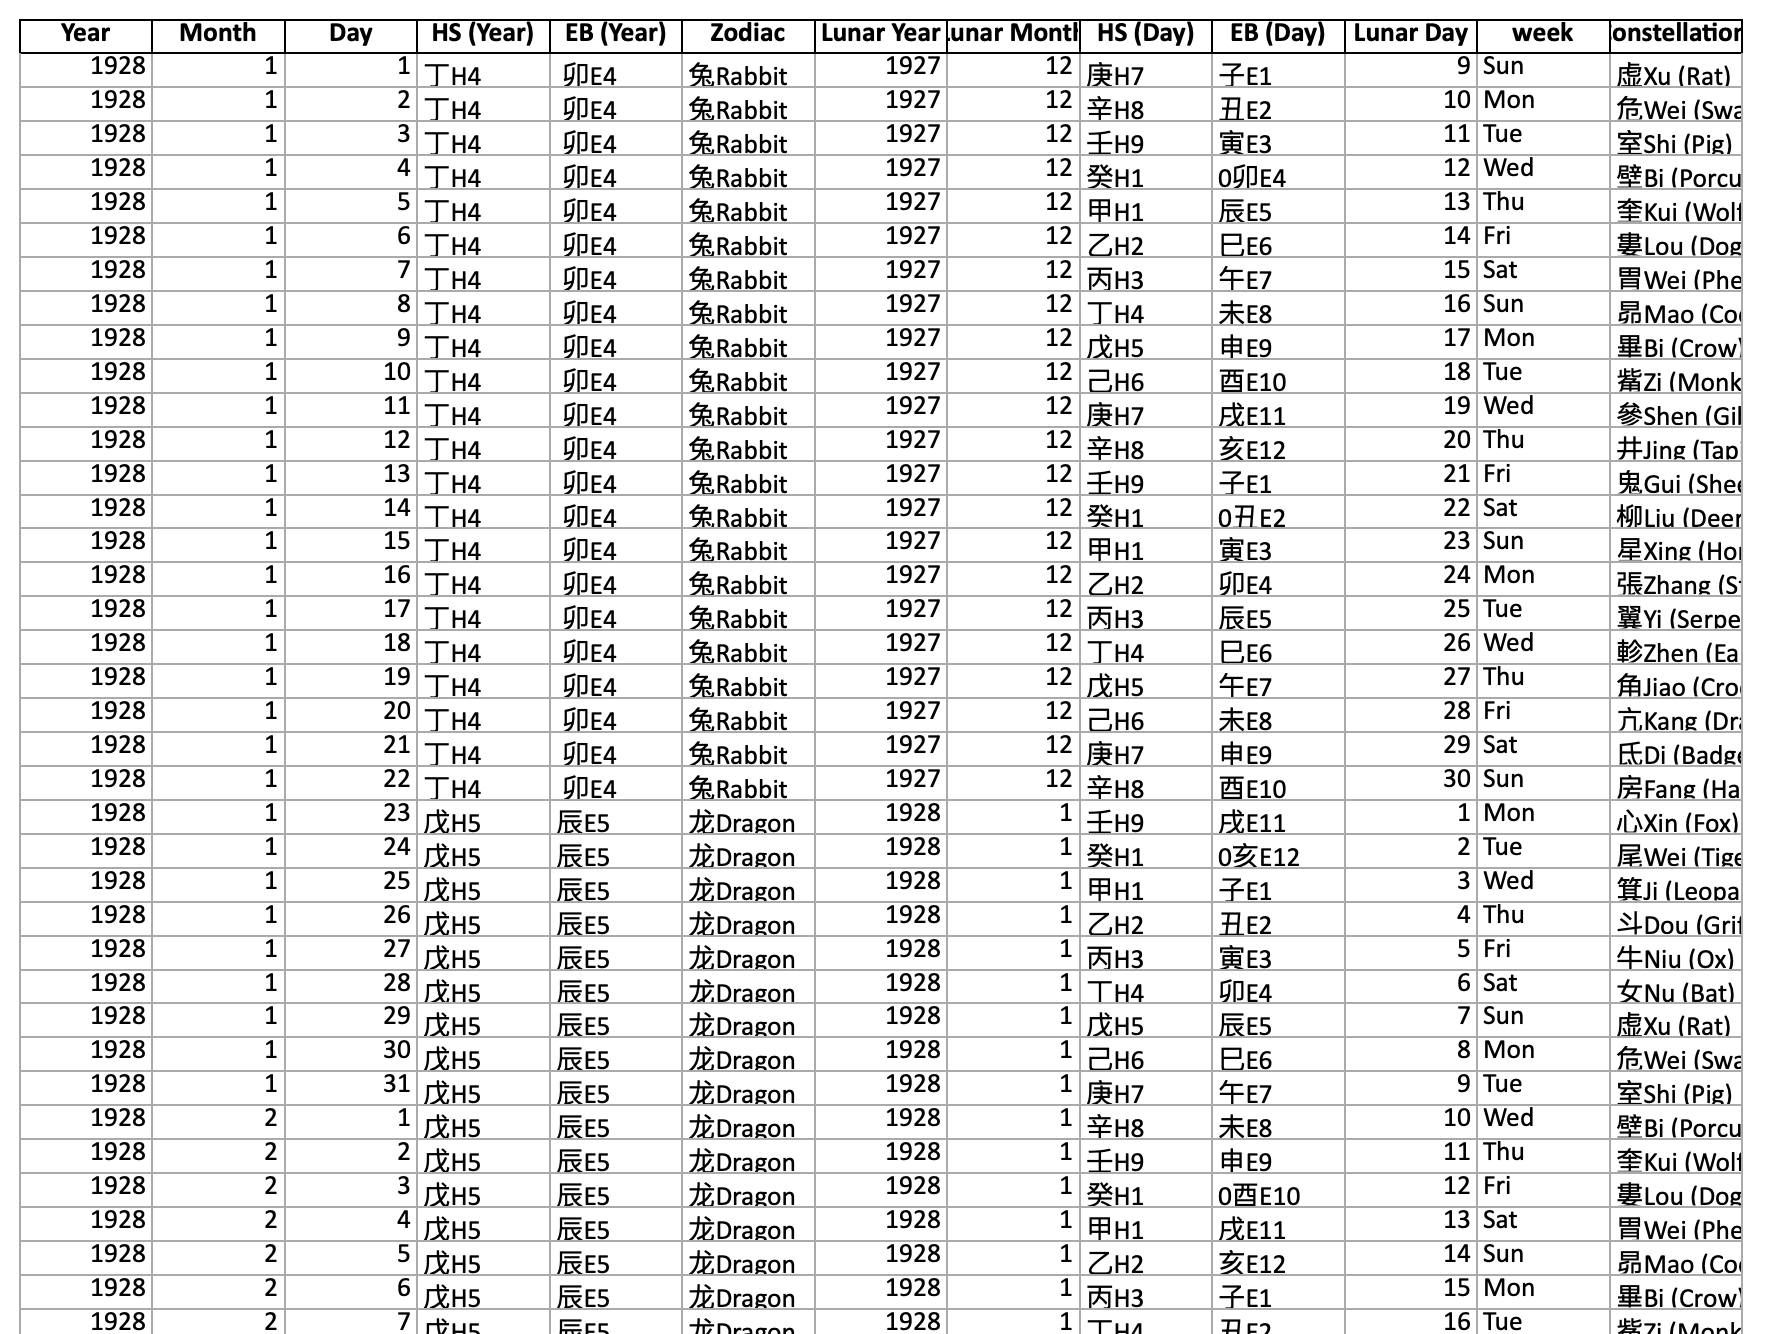 Year Month Day HS (Year) EB (Year) Zodiac Lunar Year unar Month HS (Day) EB (Day) Lunar Day week onstellation
1928 1 1 丁H4 卯E4 兔Rabbit 1927 12 庚H7 子E1 9 Sun 虚Xu (Rat)
1928 1 2 丁H4 卯E4 兔Rabbit 1927 12 辛H8 丑E2 10 Mon 危Wei (Swa
1928 1 3 丁H4 卯E4 兔Rabbit 1927 12 壬H9 寅E3 11 Tue 室Shi (Pig)
1928 1 4 丁H4 卯E4 兔Rabbit 1927 12 癸H1 0卯E4 12 Wed 壁Bi (Porcu
1928 1 5 丁H4 卯E4 兔Rabbit 1927 12 甲H1 辰E5 13 Thu 奎Kui (Wolf
1928 1 6 丁H4 卯E4 兔Rabbit 1927 12 乙H2 巳E6 14 Fri 婁Lou (Dog
1928 1 7 丁H4 卯E4 兔Rabbit 1927 12 丙H3 午E7 15 Sat 胃Wei (Phe
1928 1 8 丁H4 卯E4 兔Rabbit 1927 12 丁H4 未E8 16 Sun 昴Mao (Co
1928 1 9 丁H4 卯E4 兔Rabbit 1927 12 戊H5 申E9 17 Mon 畢Bi (Crow)
1928 1 10 丁H4 卯E4 兔Rabbit 1927 12 己H6 酉E10 18 Tue 觜Zi (Monk
1928 1 11 丁H4 卯E4 兔Rabbit 1927 12 庚H7 戌E11 19 Wed 參Shen (Gi
1928 1 12 丁H4 卯E4 兔Rabbit 1927 12 辛H8 亥E12 20 Thu 井Jing (Tap
1928 1 13 丁H4 卯E4 兔Rabbit 1927 12 壬H9 子E1 21 Fri 鬼Gui (Shee
1928 1 14 丁H4 卯E4 兔Rabbit 1927 12 癸H1 0丑E2 22 Sat 柳Liu (Deer
1928 1 15 丁H4 卯E4 兔Rabbit 1927 12 甲H1 寅E3 23 Sun 星Xing (Hor
1928 1 16 丁H4 卯E4 兔Rabbit 1927 12 乙H2 卯E4 24 Mon 張Zhang (S
1928 1 17 丁H4 卯E4 兔Rabbit 1927 12 丙H3 辰E5 25 Tue 翼Yi (Serpe
1928 1 18 丁H4 卯E4 兔Rabbit 1927 12 丁H4 巳E6 26 Wed 軫Zhen (Ea
1928 1 19 丁H4 卯E4 兔Rabbit 1927 12 戊H5 午E7 27 Thu 角Jiao (Cro
1928 1 20 丁H4 卯E4 兔Rabbit 1927 12 己H6 未E8 28 Fri 亢Kang (Dra
1928 1 21 丁H4 卯E4 兔Rabbit 1927 12 庚H7 申E9 29 Sat 氐Di (Badge
1928 1 22 丁H4 卯E4 兔Rabbit 1927 12 辛H8 酉E10 30 Sun 房Fang (Ha
1928 1 23 戊H5 辰E5 龙Dragon 1928 1 壬H9 戌E11 1 Mon 心Xin (Fox)
1928 1 24 戊H5 辰E5 龙Dragon 1928 1 癸H1 0亥E12 2 Tue 尾Wei (Tige
1928 1 25 戊H5 辰E5 龙Dragon 1928 1 甲H1 子E1 3 Wed 箕Ji (Leopa
1928 1 26 戊H5 辰E5 龙Dragon 1928 1 乙H2 丑E2 4 Thu 斗Dou (Grif
1928 1 27 戊H5 辰E5 龙Dragon 1928 1 丙H3 寅E3 5 Fri 牛Niu (Ox)
1928 1 28 戊H5 辰E5 龙Dragon 1928 1 丁H4 卯E4 6 Sat 女Nu (Bat)
1928 1 29 戊H5 辰E5 龙Dragon 1928 1 戊H5 辰E5 7 Sun 虚Xu (Rat)
1928 1 30 戊H5 辰E5 龙Dragon 1928 1 己H6 巳E6 8 Mon 危Wei (Swa
1928 1 31 戊H5 辰E5 龙Dragon 1928 1 庚H7 午E7 9 Tue 室Shi (Pig)
1928 2 1 戊H5 辰E5 龙Dragon 1928 1 辛H8 未E8 10 Wed 壁Bi (Porcu
1928 2 2 戊H5 辰E5 龙Dragon 1928 1 壬H9 申E9 11 Thu 奎Kui (Wolf
1928 2 3 戊H5 辰E5 龙Dragon 1928 1 癸H1 0酉E10 12 Fri 婁Lou (Dog
1928 2 4 戊H5 辰E5 龙Dragon 1928 1 甲H1 戌E11 13 Sat 胃Wei (Phe
1928 2 5 戊H5 辰E5 龙Dragon 1928 1 乙H2 亥E12 14 Sun 昴Mao (Co
1928 2 6 戊H5 辰E5 龙Dragon 1928 1 丙H3 子E1 15 Mon 畢Bi (Crow)
1928 2 7 戊H5 辰E5 龙Dragon 1928 1 丁H4 丑E2 16 Tue 觜Zi (Monk